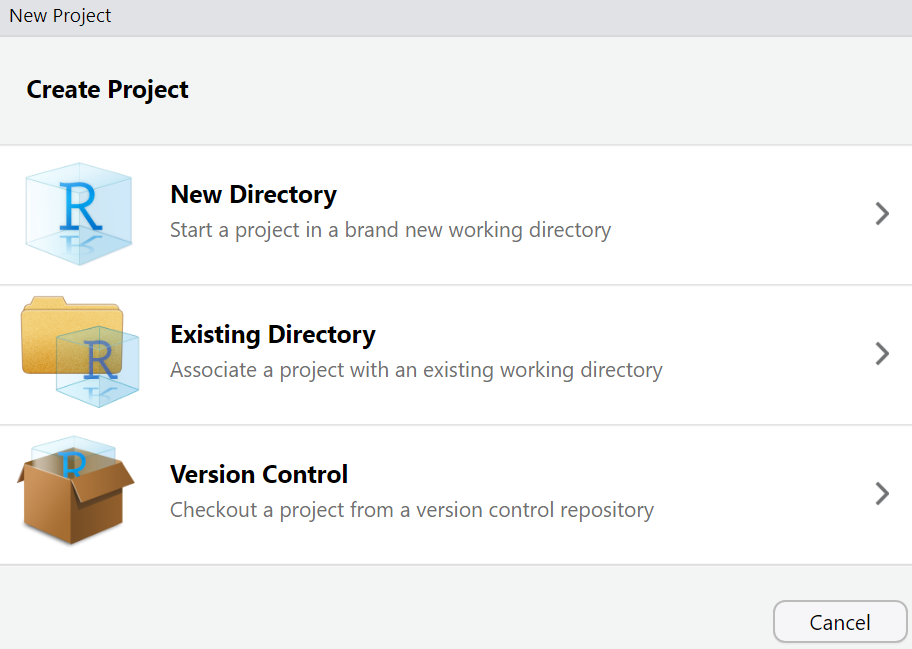 New Project
Create Project
R
New Directory
Start a project in a brand new working directory
R
Existing Directory
Associate a project with an existing working directory
R
Version Control
Checkout a project from a version control repository
Cancel